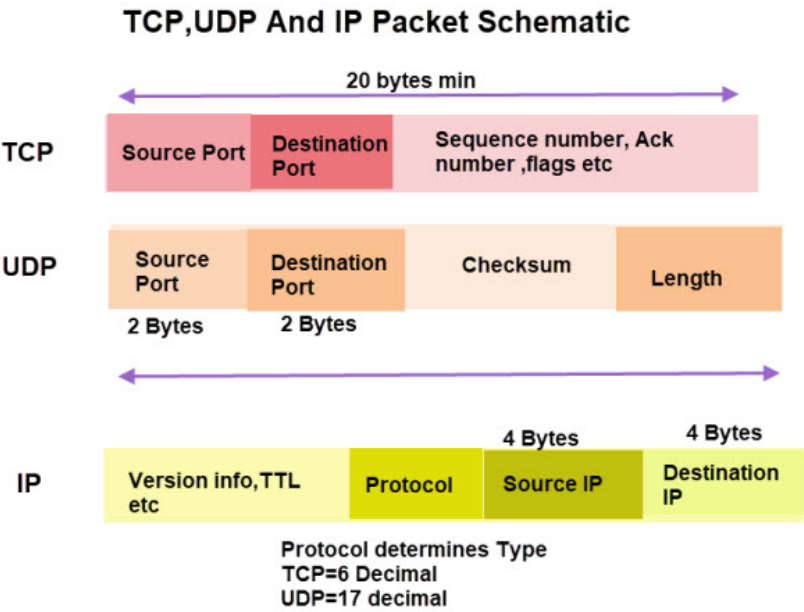 TCP,UDP And IP Packet Schematic
20 bytes min
TCP
Source Port
Destination
Port
Sequence number, Ack
number ,flags etc
UDP
Source
Port
Destination
Port
Checksum
Length
2 Bytes
2 Bytes
4 Bytes
4 Bytes
IP
Version info,TTL
etc
Protocol
Source IP
Destination
IP
Protocol determines Type
TCP=6 Decimal
UDP=17 decimal